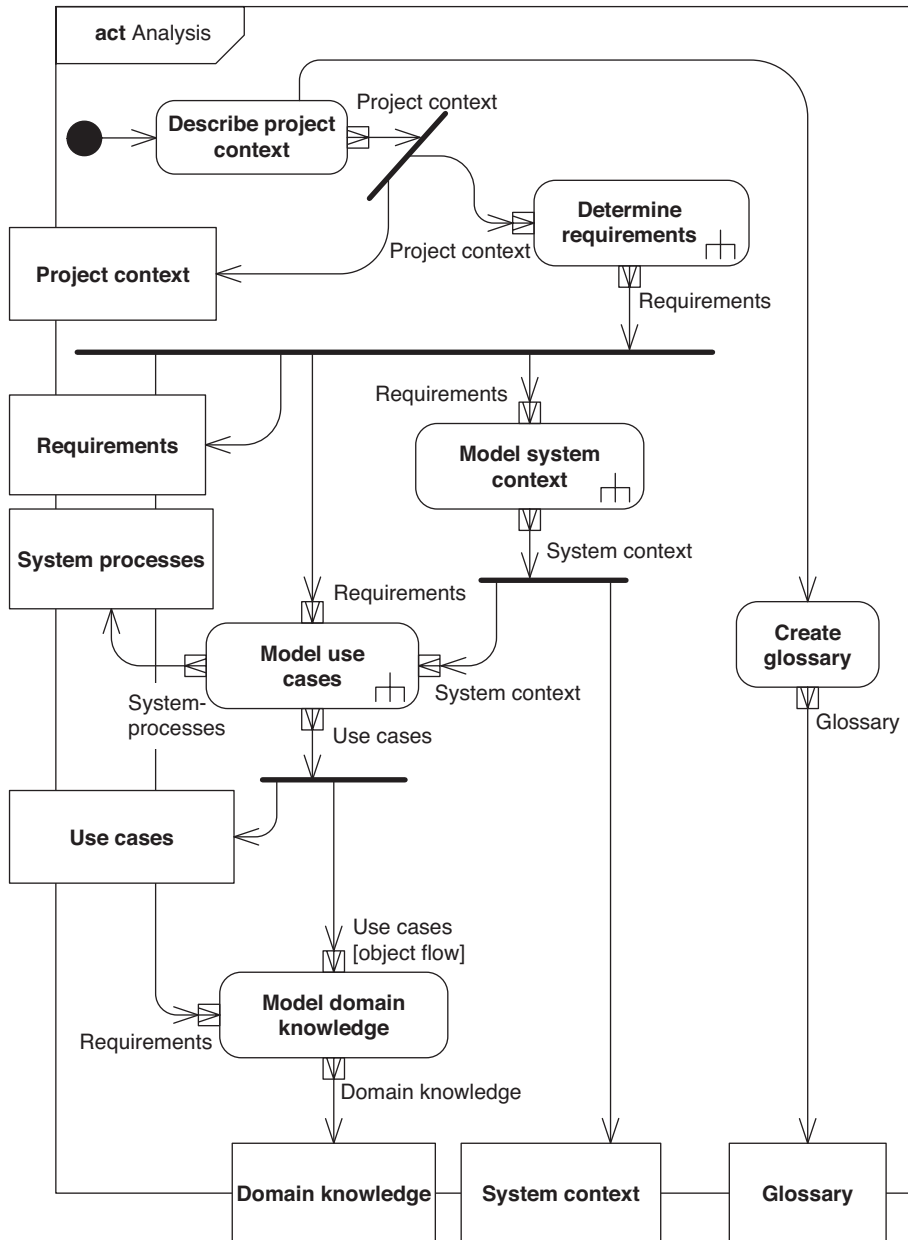 act Analysis
Project context
Describe project
context
Determine
requirements
Project context
Project context
Requirements
Requirements
Requirements
Model system
context
System processes
System context
Requirements
Create
glossary
Model use
cases
System context
System-
processes
Use cases
Glossary
Use cases
Use cases
[object flow]
Model domain
knowledge
Requirements
Domain knowledge
Domain knowledge
System context
Glossary